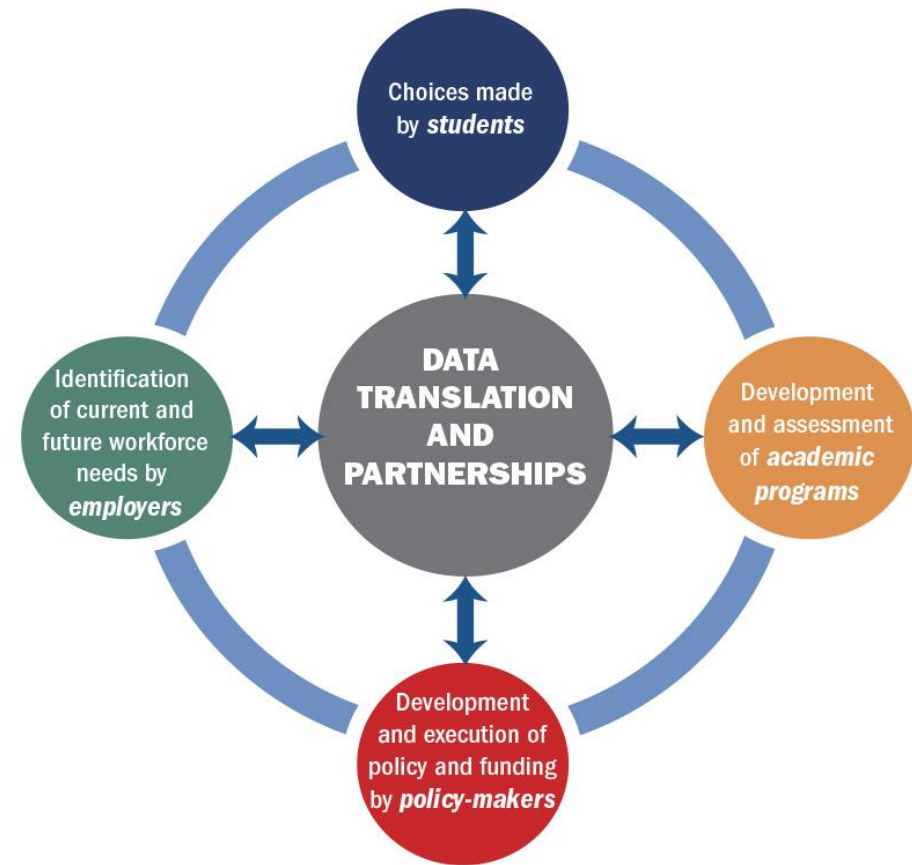 Choices made
by students
DATA
TRANSLATION
AND
PARTNERSHIPS
Identification
of current and
future workforce
needs by
employers
Development
and assessment
of academic
programs
Development
and execution of
policy and funding
by policy-makers